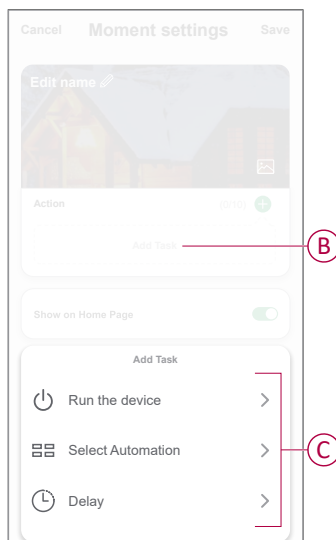 Cancel Moment settings Save
Edit name
Action (0/10)
Add Task
B
Show on Home Page
Add Task
Run the device
Select Automation
C
Delay